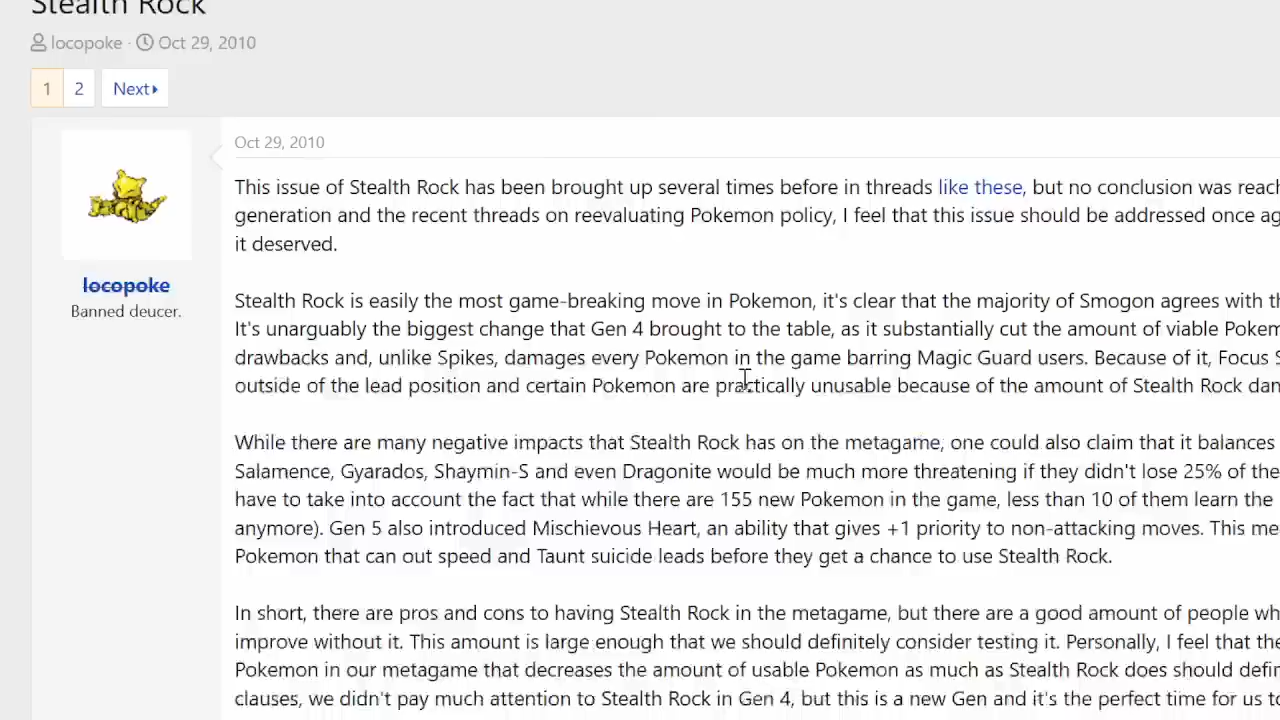 Stealth Rock
locopoke · Oct 29, 2010
1 2 Next
Oct 29, 2010
locopoke
Banned deucer.
This issue of Stealth Rock has been brought up several times before in threads like these, but no conclusion was reach
generation and the recent threads on reevaluating Pokemon policy, I feel that this issue should be addressed once ag
it deserved.
Stealth Rock is easily the most game-breaking move in Pokemon, it's clear that the majority of Smogon agrees with th
It's unarguably the biggest change that Gen 4 brought to the table, as it substantially cut the amount of viable Pokem
drawbacks and, unlike Spikes, damages every Pokemon in the game barring Magic Guard users. Because of it, Focus S
outside of the lead position and certain Pokemon are practically unusable because of the amount of Stealth Rock dan
While there are many negative impacts that Stealth Rock has on the metagame, one could also claim that it balances
Salamence, Gyarados, Shaymin-S and even Dragonite would be much more threatening if they didn't lose 25% of the
have to take into account the fact that while there are 155 new Pokemon in the game, less than 10 of them learn the
anymore). Gen 5 also introduced Mischievous Heart, an ability that gives +1 priority to non-attacking moves. This me
Pokemon that can out speed and Taunt suicide leads before they get a chance to use Stealth Rock.
In short, there are pros and cons to having Stealth Rock in the metagame, but there are a good amount of people wh
improve without it. This amount is large enough that we should definitely consider testing it. Personally, I feel that the
Pokemon in our metagame that decreases the amount of usable Pokemon as much as Stealth Rock does should defin
clauses, we didn't pay much attention to Stealth Rock in Gen 4, but this is a new Gen and it's the perfect time for us to